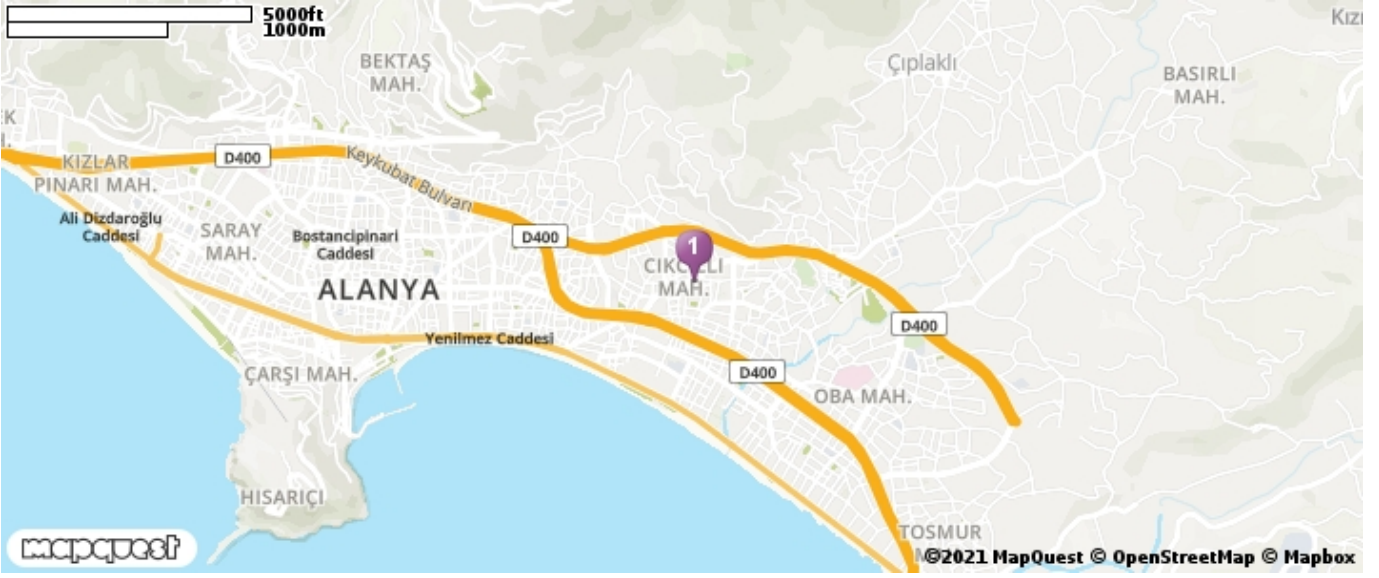 5000ft
1000m
BEKTAŞ
MAH.
Çıplaklı
BASIRLI
MAH.
D400
Keykubat Bulvarı
KIZLAR
PINARI MAH.
Ali Dizdaroğlu
Caddesi
SARAY
MAH.
Bostancipinari
Caddesi
D400
1
MAH.
ALANYA
D400
Yenilmez Caddesi
D400
ÇARŞI MAH.
OBA MAH.
HISARIÇI
TOSMUR
mapquest
©2021 MapQuest © OpenStreetMap © Mapbox